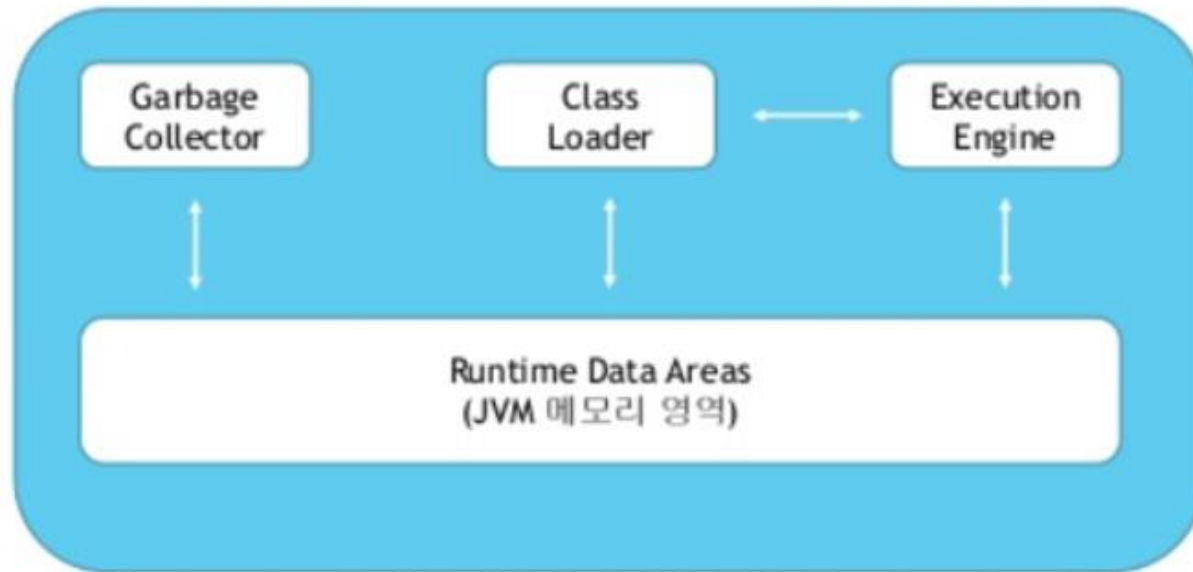 Garbage
Collector
Class
Loader
Execution
Engine
Runtime Data Areas
(JVM 메모리 영역)